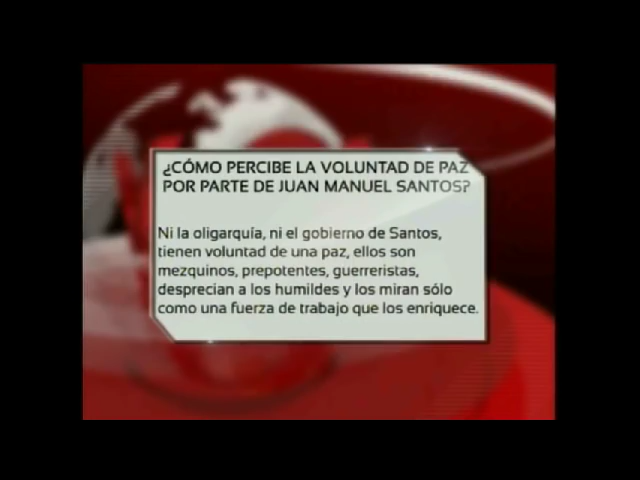 ¿CÓMO PERCIBE LA VOLUNTAD DE PAZ
POR PARTE DE JUAN MANUEL SANTOS?
Ni la oligarquía, ni el gobierno de Santos,
tienen voluntad de una paz, ellos son
mezquinos, prepotentes, guerreristas,
desprecian a los humildes y los miran sólo
como una fuerza de trabajo que los enriquece.